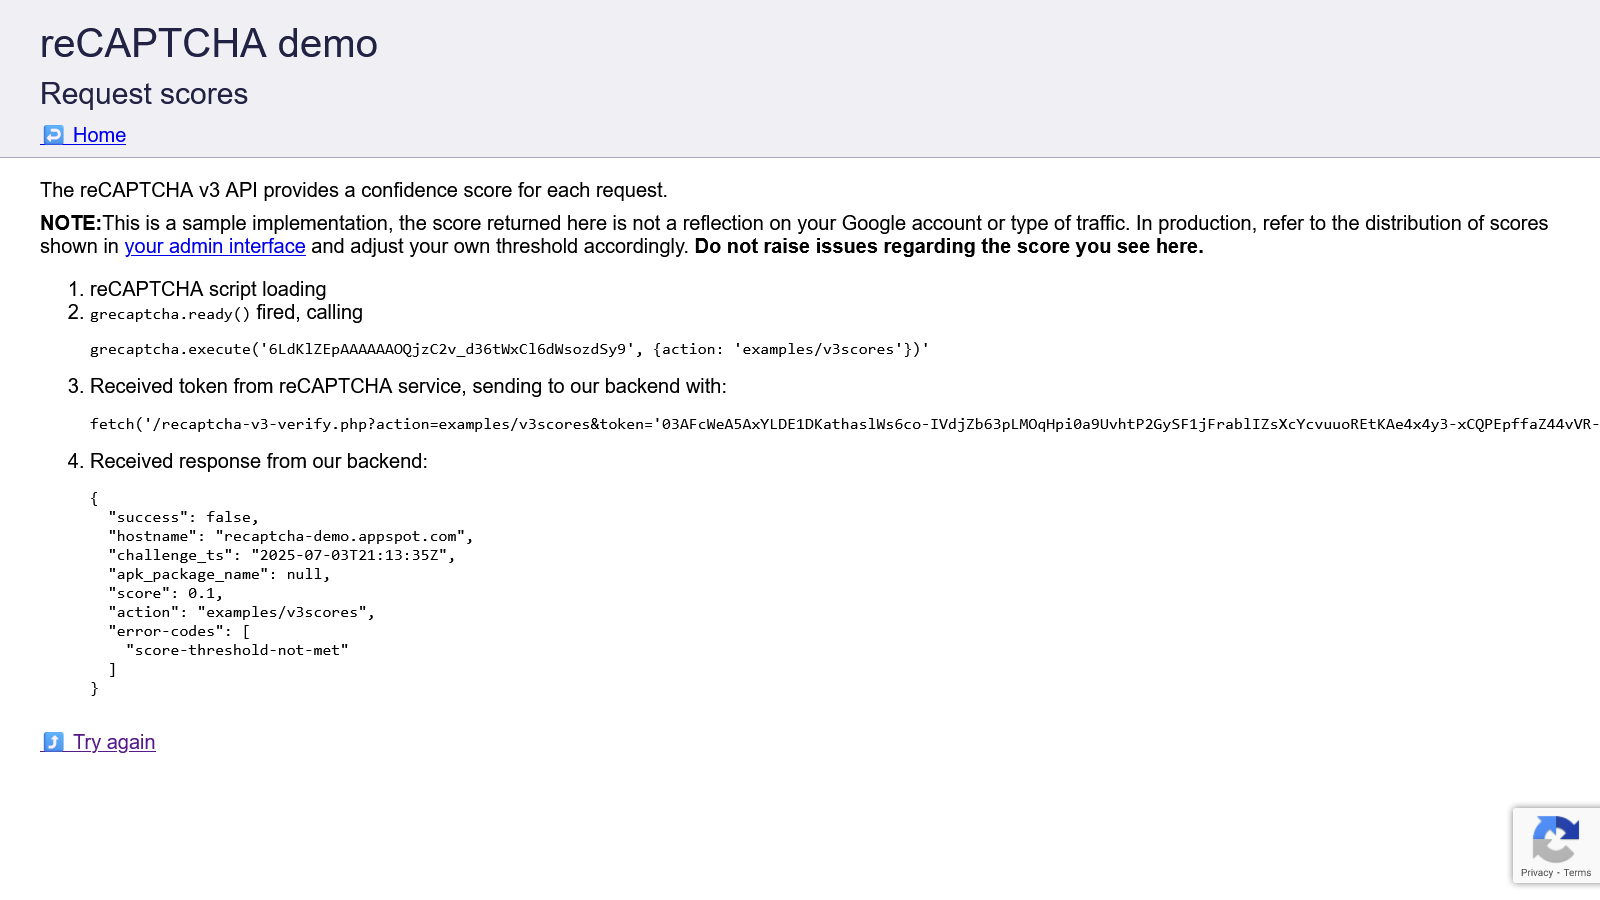 reCAPTCHA demo
Request scores
Home
The reCAPTCHA v3 API provides a confidence score for each request.
NOTE:This is a sample implementation, the score returned here is not a reflection on your Google account or type of traffic. In production, refer to the distribution of scores
shown in your admin interface and adjust your own threshold accordingly. Do not raise issues regarding the score you see here.
1. reCAPTCHA script loading
2. grecaptcha.ready() fired, calling
grecaptcha.execute('6LdKlZEpAAAAAAOQjzC2v_d36tWxCl6dWsozdSy9', {action: 'examples/v3scores'})'
3. Received token from reCAPTCHA service, sending to our backend with:
fetch('/recaptcha-v3-verify.php?action=examples/v3scores&token='03AFcWeA5AxYLDE1DKathaslWs6co-IVdjZb63pLMOqHpi0a9UvhtP2GySF1jFrablIZsXcYcvuuoREtKAe4x4y3-xCQPEpffaZ44vVR-
4. Received response from our backend:
{
  "success": false,
  "hostname": "recaptcha-demo.appspot.com",
  "challenge_ts": "2025-07-03T21:13:35Z",
  "apk_package_name": null,
  "score": 0.1,
  "action": "examples/v3scores",
  "error-codes": [
    "score-threshold-not-met"
  ]
}
Try again
Privacy - Terms